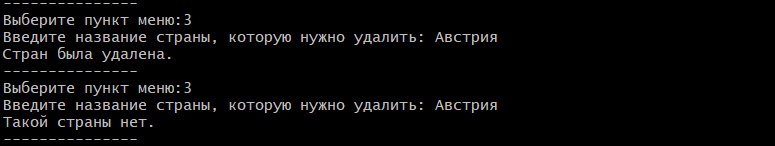 ---------------
Выберите пункт меню:3
Введите название страны, которую нужно удалить: Австрия
Стран была удалена.
---------------
Выберите пункт меню:3
Введите название страны, которую нужно удалить: Австрия
Такой страны нет.
---------------